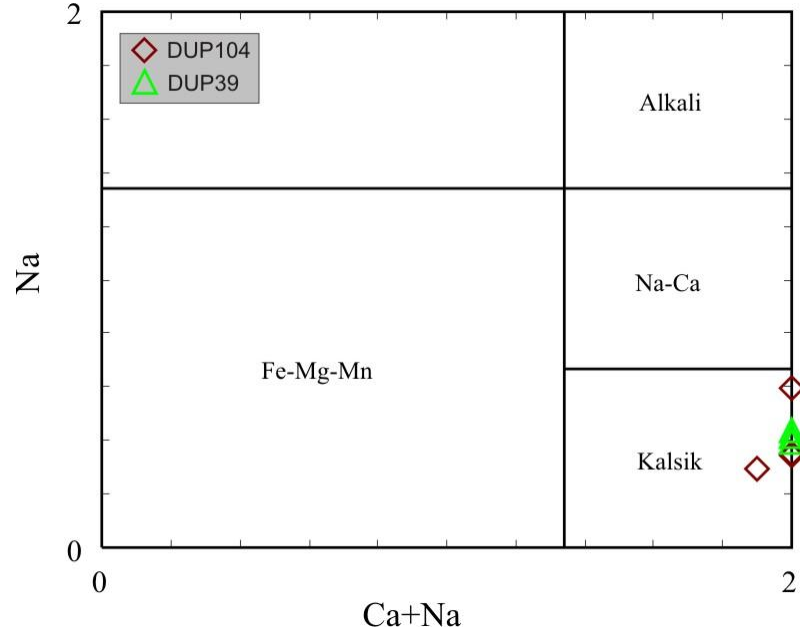 2
DUP104
DUP39
Alkali
Na
Na-Ca
Fe-Mg-Mn
Kalsik
0
0
2
Ca+Na